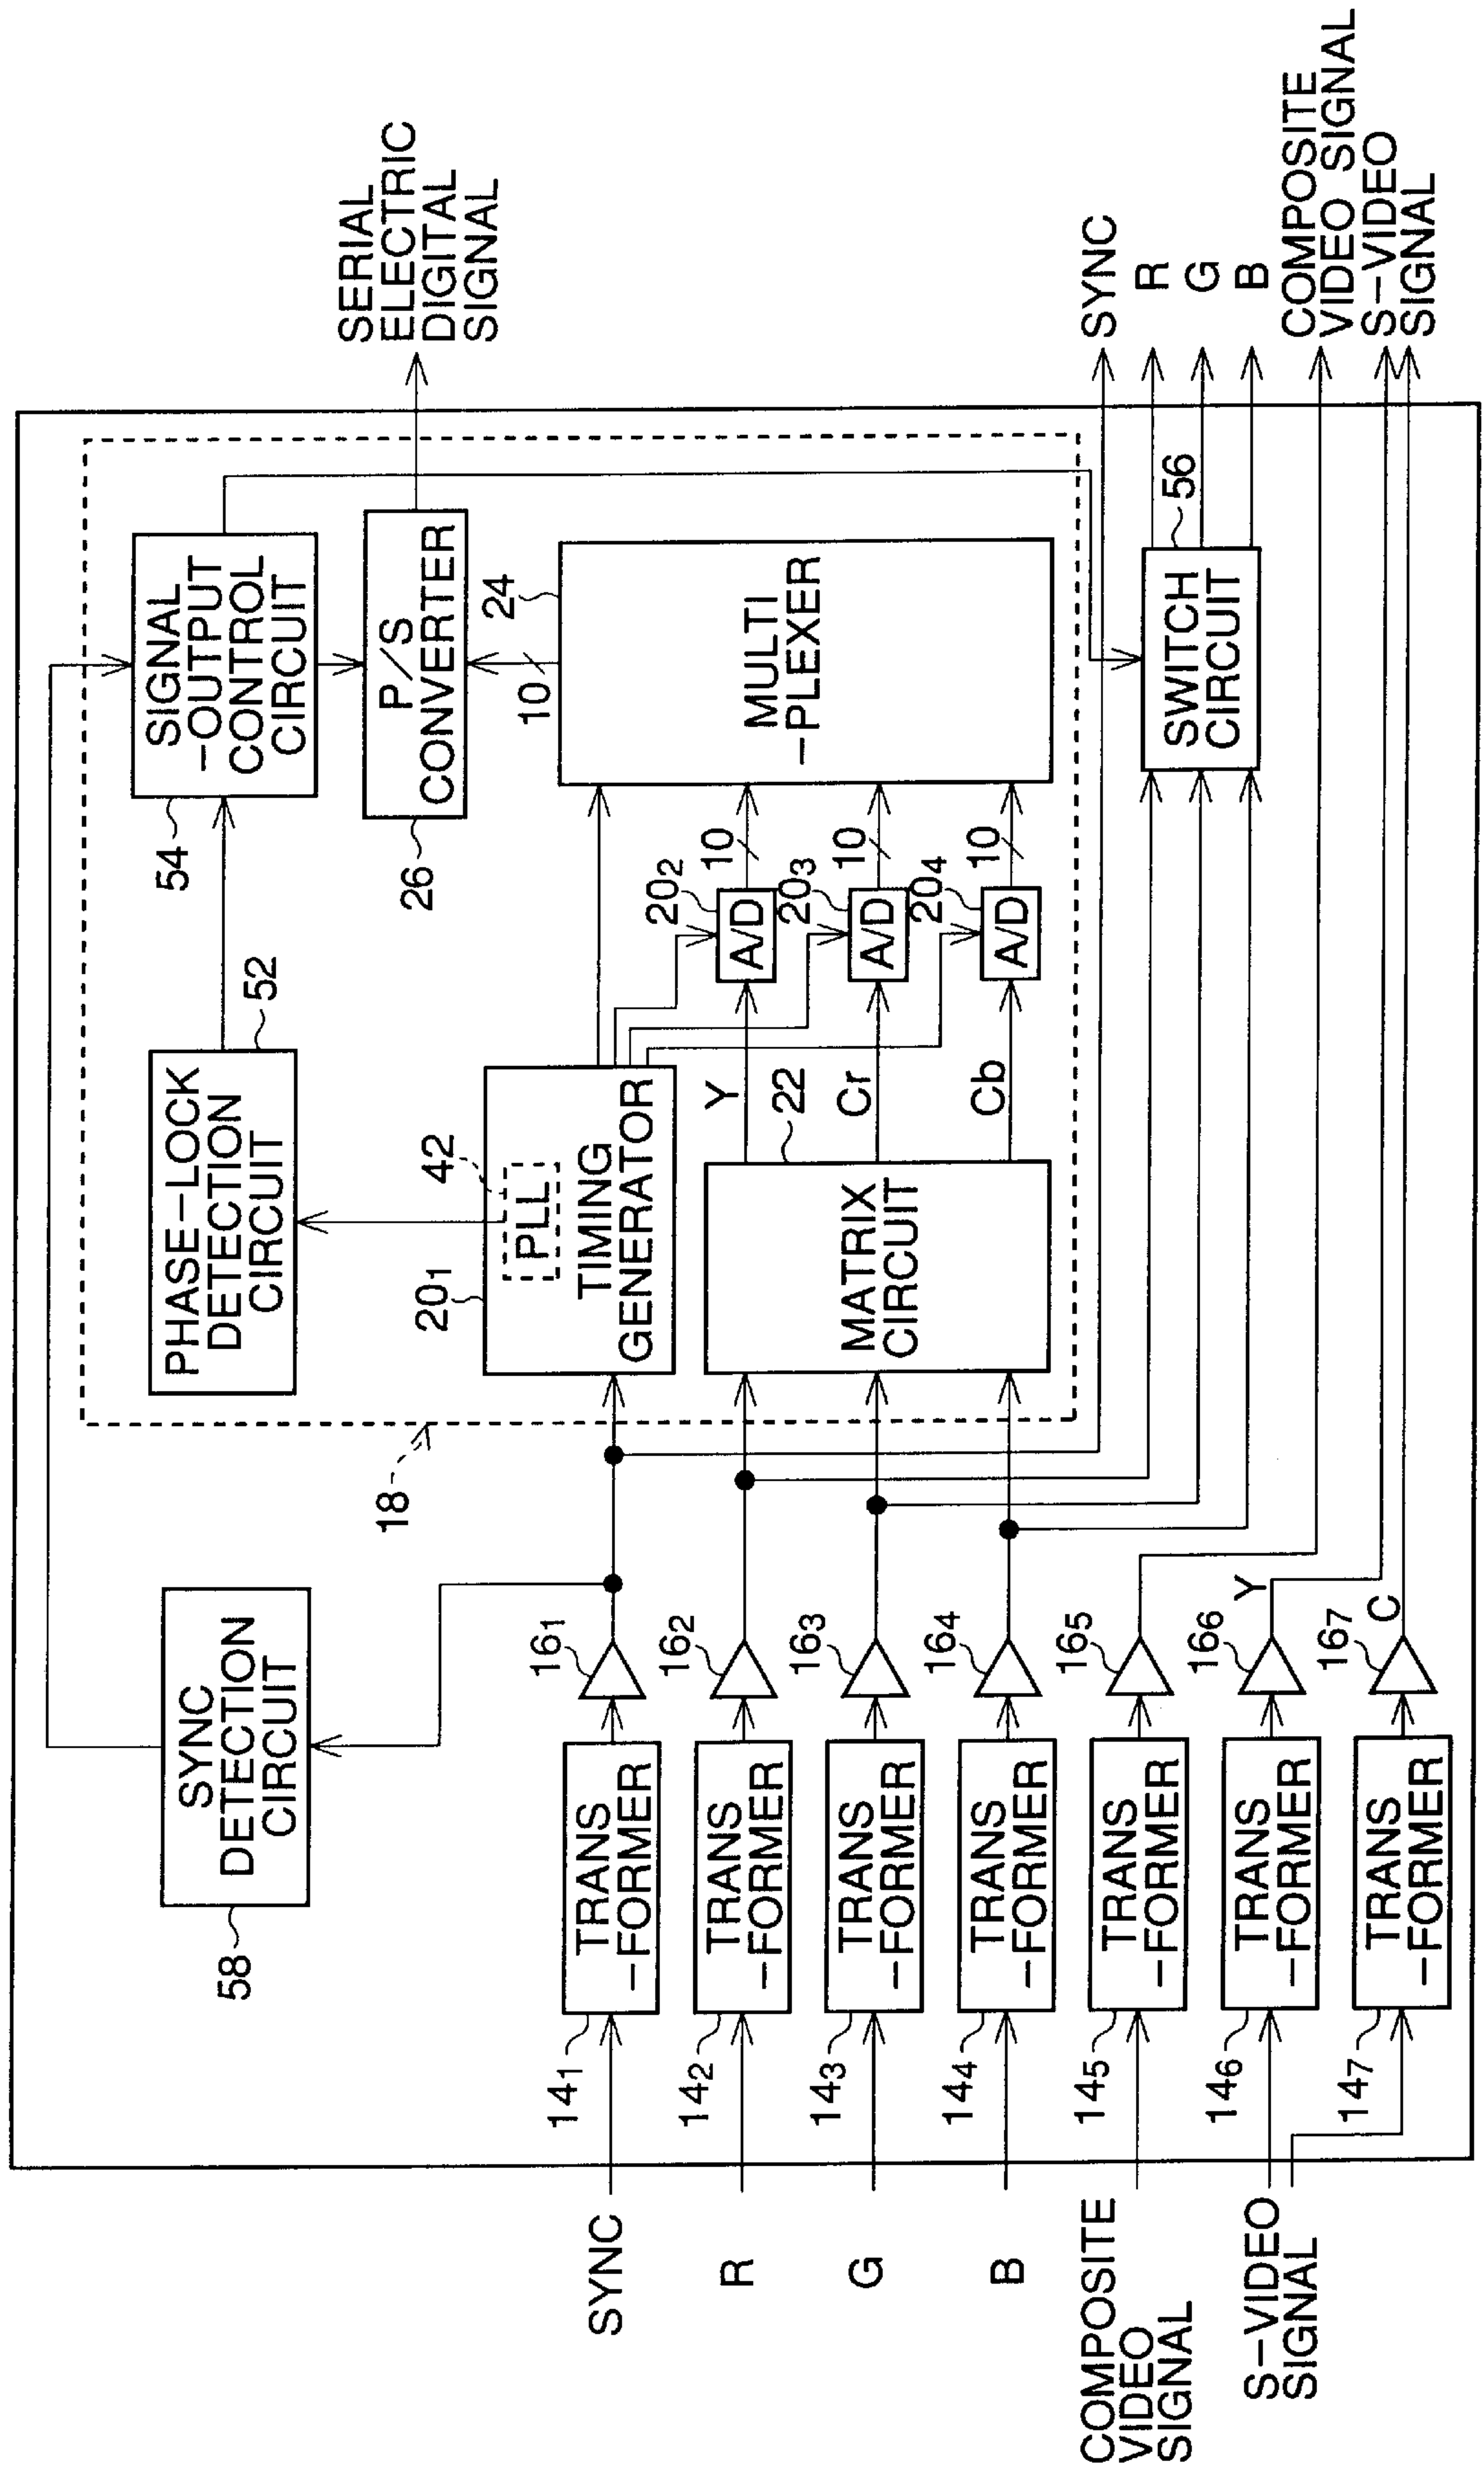 SYNC
DETECTION
CIRCUIT
58
PHASE-LOCK
DETECTION
CIRCUIT
52
SIGNAL
-OUTPUT
CONTROL
CIRCUIT
54
SERIAL
ELECTRIC
DIGITAL
SIGNAL
18
P/S
CONVERTER
26
20₁
PLL
42
TIMING
GENERATOR
10
24
MULTI
-PLEXER
SYNC
14₁
TRANS
-FORMER
16₁
R
14₂
TRANS
-FORMER
16₂
G
14₃
TRANS
-FORMER
16₃
B
14₄
TRANS
-FORMER
16₄
MATRIX
CIRCUIT
22
Y
Cr
Cb
20₂
A/D
10
20₃
A/D
10
20₄
A/D
10
COMPOSITE
VIDEO
SIGNAL
14₅
TRANS
-FORMER
16₅
S-VIDEO
SIGNAL
14₆
TRANS
-FORMER
16₆
Y
14₇
TRANS
-FORMER
16₇
C
SWITCH
CIRCUIT
56
SYNC
R
G
B
COMPOSITE
VIDEO SIGNAL
S-VIDEO
SIGNAL